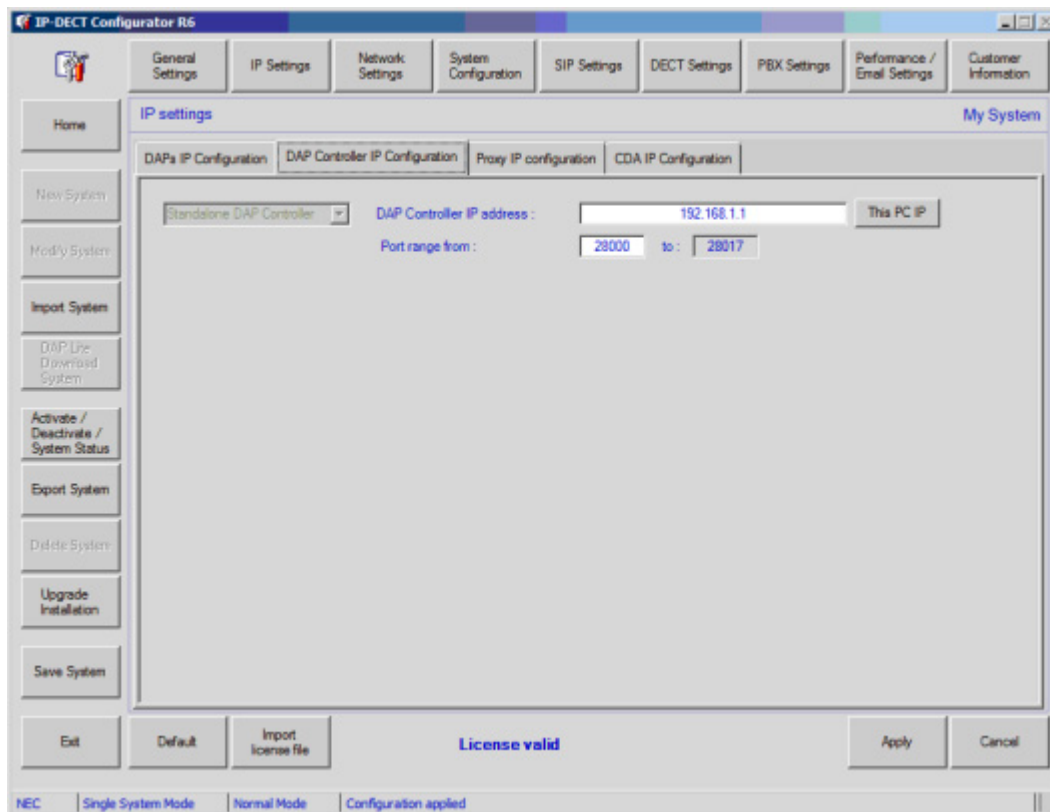 IP-DECT Configurator R6
General Settings
IP Settings
Network Settings
System Configuration
SIP Settings
DECT Settings
PBX Settings
Performance / Email Settings
Customer Information
Home
New System
Modify System
Import System
DAP Lite Download System
Activate / Deactivate / System Status
Export System
Delete System
Upgrade Installation
Save System
Exit
IP settings
My System
DAPs IP Configuration
DAP Controller IP Configuration
Proxy IP configuration
CDA IP Configuration
Standalone DAP Controller
DAP Controller IP address :
192.168.1.1
This PC IP
Port range from :
28000
to :
28017
Default
Import license file
License valid
Apply
Cancel
NEC
Single System Mode
Normal Mode
Configuration applied